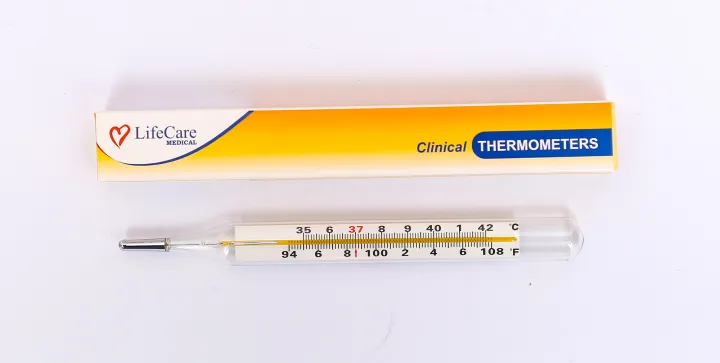 LifeCare
MEDICAL
Clinical THERMOMETERS
35 6 37 8 9 40 1 42 °C
94 6 8 100 2 4 6 108 °F